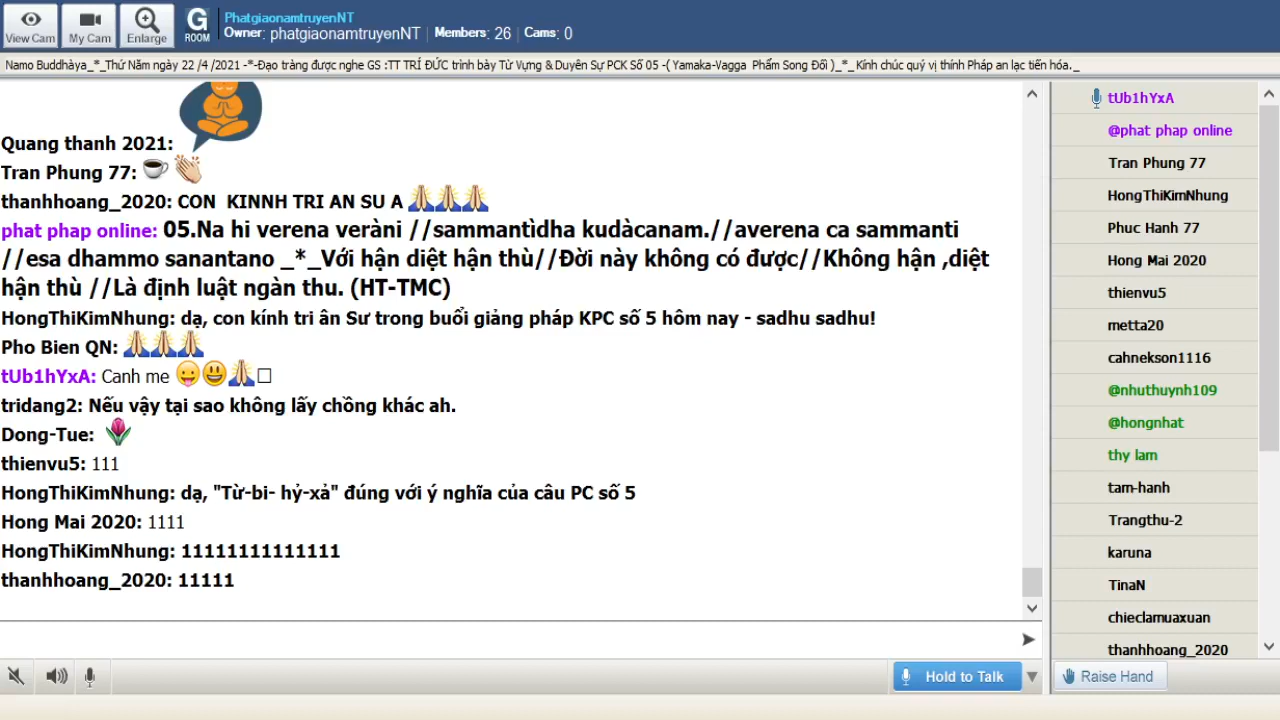 View Cam
My Cam
Enlarge
G
ROOM
PhatgiaonamtruyenNT
Owner: phatgiaonamtruyenNT | Members: 26 | Cams: 0
Namo Buddhàya_*_Thứ Năm ngày 22 /4 /2021 -*-Đạo tràng được nghe GS :TT TRÍ ĐỨC trình bày Từ Vựng & Duyên Sự PCK Số 05 -( Yamaka-Vagga Phẩm Song Đối )_*_ Kính chúc quý vị thính Pháp an lạc tiến hóa._
Quang thanh 2021:
Tran Phung 77: ☕👏
thanhhoang_2020: CON KINNH TRI AN SU A 🙏🙏🙏
phat phap online: 05.Na hi verena veràni //sammantìdha kudàcanam.//averena ca sammanti
//esa dhammo sanantano _*_Với hận diệt hận thù//Đời này không có được//Không hận ,diệt
hận thù //Là định luật ngàn thu. (HT-TMC)
HongThiKimNhung: dạ, con kính tri ân Sư trong buổi giảng pháp KPC số 5 hôm nay - sadhu sadhu!
Pho Bien QN: 🙏🙏🙏
tUb1hYxA: Canh me 😛😃🙏□
tridang2: Nếu vậy tại sao không lấy chồng khác ah.
Dong-Tue: 🌷
thienvu5: 111
HongThiKimNhung: dạ, "Từ-bi- hỷ-xả" đúng với ý nghĩa của câu PC số 5
Hong Mai 2020: 1111
HongThiKimNhung: 11111111111111
thanhhoang_2020: 11111
Hold to Talk
tUb1hYxA
@phat phap online
Tran Phung 77
HongThiKimNhung
Phuc Hanh 77
Hong Mai 2020
thienvu5
metta20
cahnekson1116
@nhuthuynh109
@hongnhat
thy lam
tam-hanh
Trangthu-2
karuna
TinaN
chieclamuaxuan
thanhhoang_2020
Raise Hand